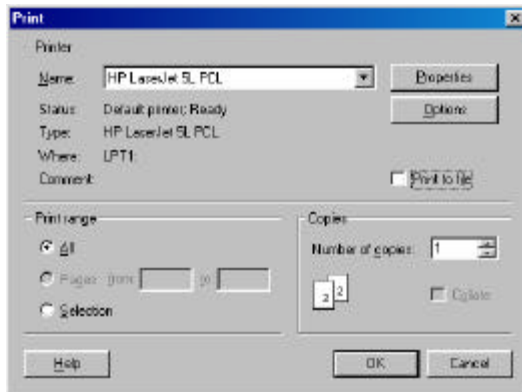 Print
Printer
Name: HP LaserJet 5L PCL Properties
Status: Default printer; Ready Options
Type: HP LaserJet 5L PCL
Where: LPT1:
Comment: Print to file
Print range Copies
All Number of copies: 1
Pages from: to:
Selection 2 2 Collate
Help OK Cancel